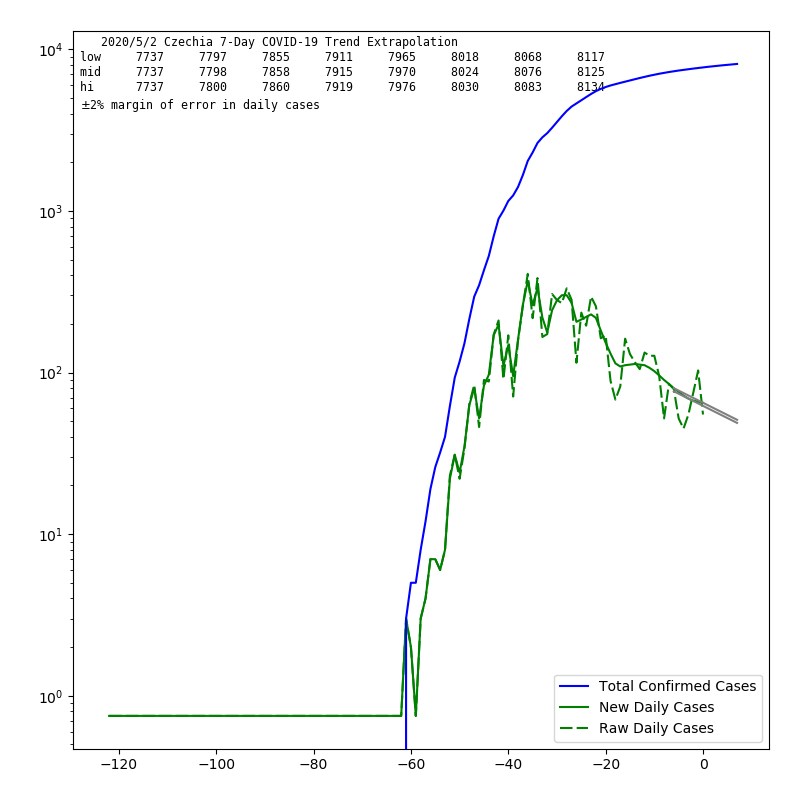 2020/5/2 Czechia 7-Day COVID-19 Trend Extrapolation
low 7737 7797 7855 7911 7965 8018 8068 8117
mid 7737 7798 7858 7915 7970 8024 8076 8125
hi 7737 7800 7860 7919 7976 8030 8083 8134
±2% margin of error in daily cases
10⁴
10³
10²
10¹
10⁰
Total Confirmed Cases
New Daily Cases
Raw Daily Cases
−120 −100 −80 −60 −40 −20 0